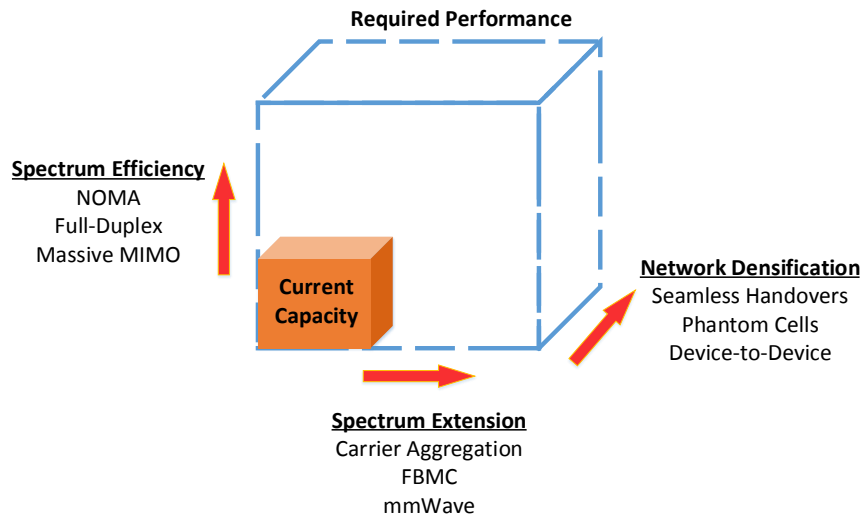 Required Performance
Spectrum Efficiency
NOMA
Full-Duplex
Massive MIMO
Current
Capacity
Network Densification
Seamless Handovers
Phantom Cells
Device-to-Device
Spectrum Extension
Carrier Aggregation
FBMC
mmWave